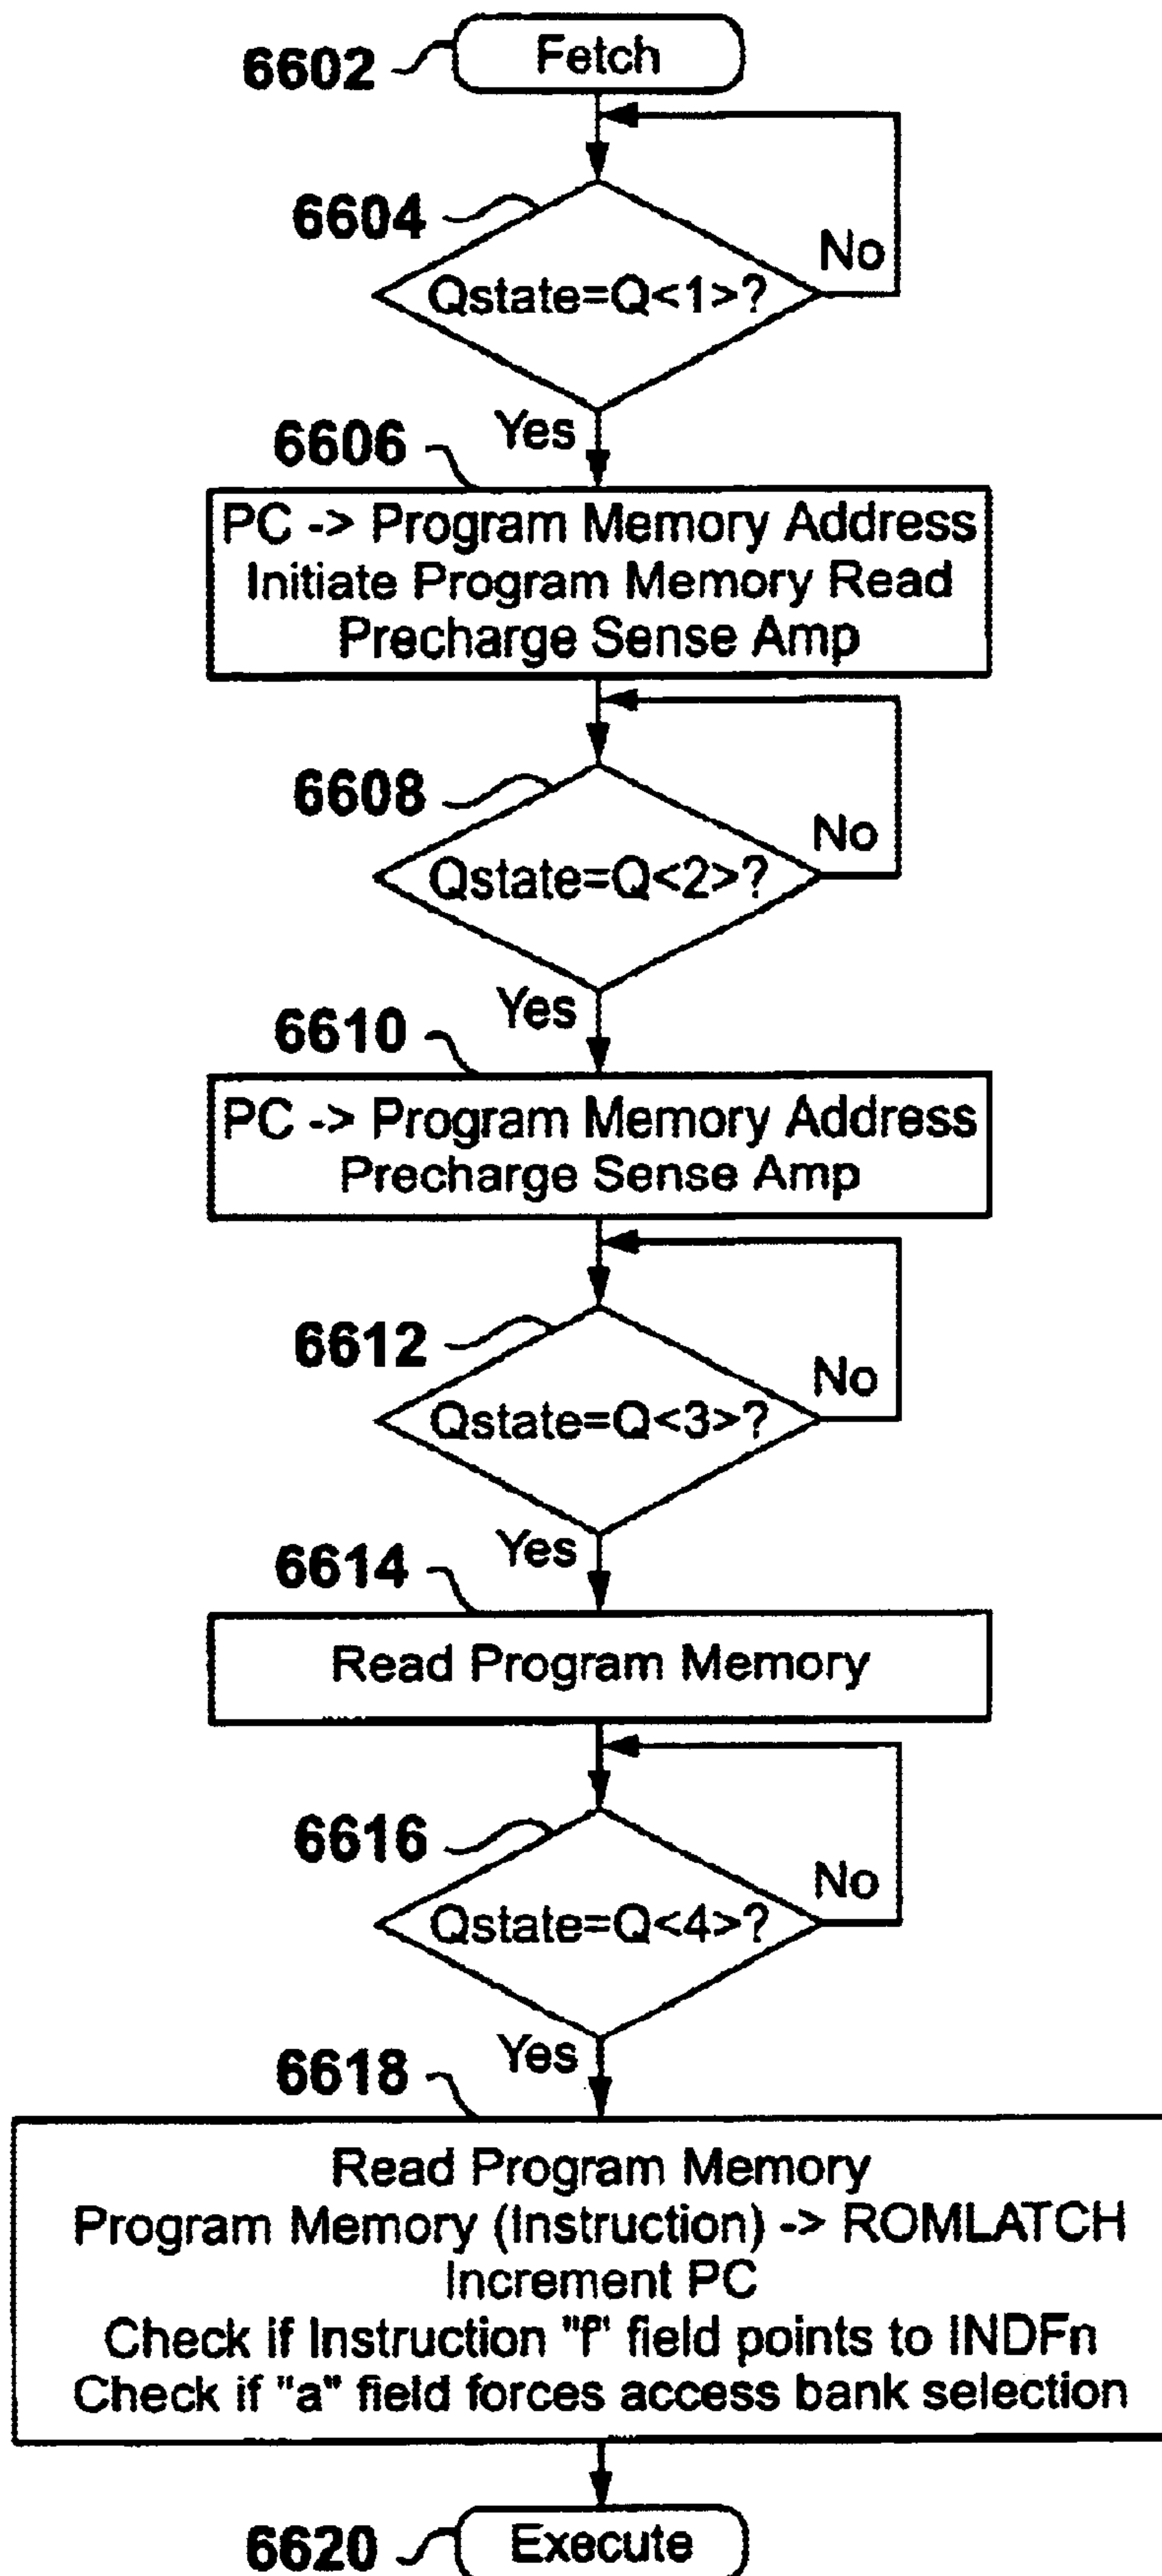 6602
Fetch
6604
Qstate=Q<1>?
No
Yes
6606
PC -> Program Memory Address
Initiate Program Memory Read
Precharge Sense Amp
6608
Qstate=Q<2>?
No
Yes
6610
PC -> Program Memory Address
Precharge Sense Amp
6612
Qstate=Q<3>?
No
Yes
6614
Read Program Memory
6616
Qstate=Q<4>?
No
Yes
6618
Read Program Memory
Program Memory (Instruction) -> ROMLATCH
Increment PC
Check if Instruction "f" field points to INDFn
Check if "a" field forces access bank selection
6620
Execute